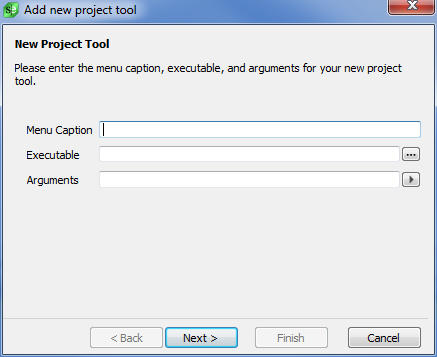 Add new project tool
New Project Tool
Please enter the menu caption, executable, and arguments for your new project
tool.
Menu Caption
Executable
...
Arguments
< Back
Next >
Finish
Cancel